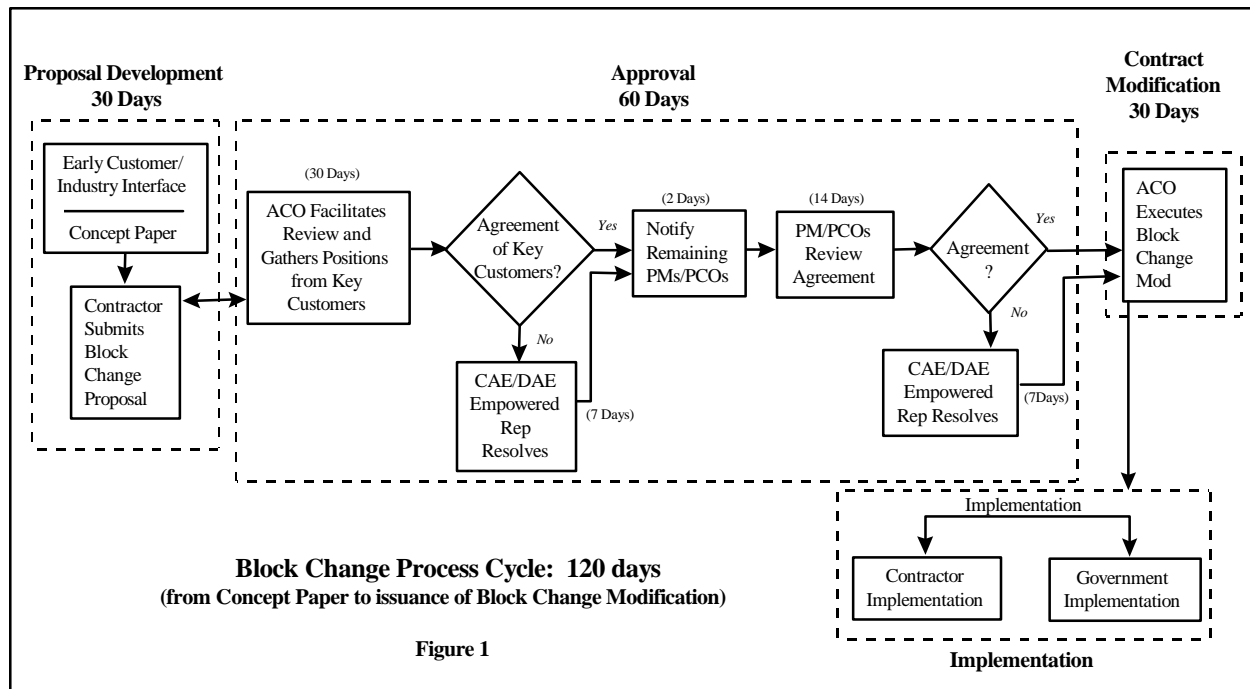 Proposal Development
30 Days
Approval
60 Days
Contract
Modification
30 Days
Early Customer/
Industry Interface
Concept Paper
Contractor
Submits
Block
Change
Proposal
(30 Days)
ACO Facilitates
Review and
Gathers Positions
from Key
Customers
Agreement
of Key
Customers?
Yes
No
CAE/DAE
Empowered
Rep
Resolves
(7 Days)
(2 Days)
Notify
Remaining
PMs/PCOs
(14 Days)
PM/PCOs
Review
Agreement
Agreement
?
Yes
No
CAE/DAE
Empowered
Rep Resolves
(7Days)
ACO
Executes
Block
Change
Mod
Implementation
Contractor
Implementation
Government
Implementation
Implementation
Block Change Process Cycle: 120 days
(from Concept Paper to issuance of Block Change Modification)
Figure 1